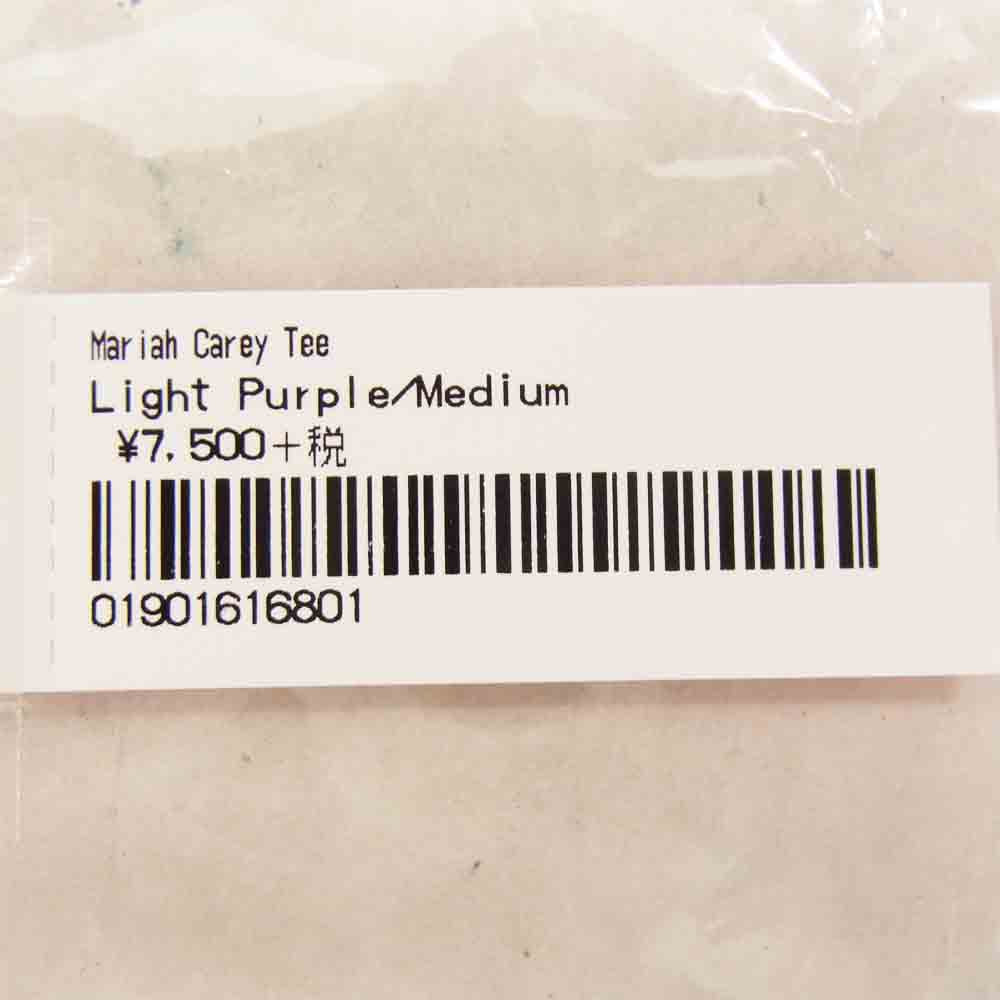 Mariah Carey Tee
Light Purple/Medium
¥7,500+税
01901616801